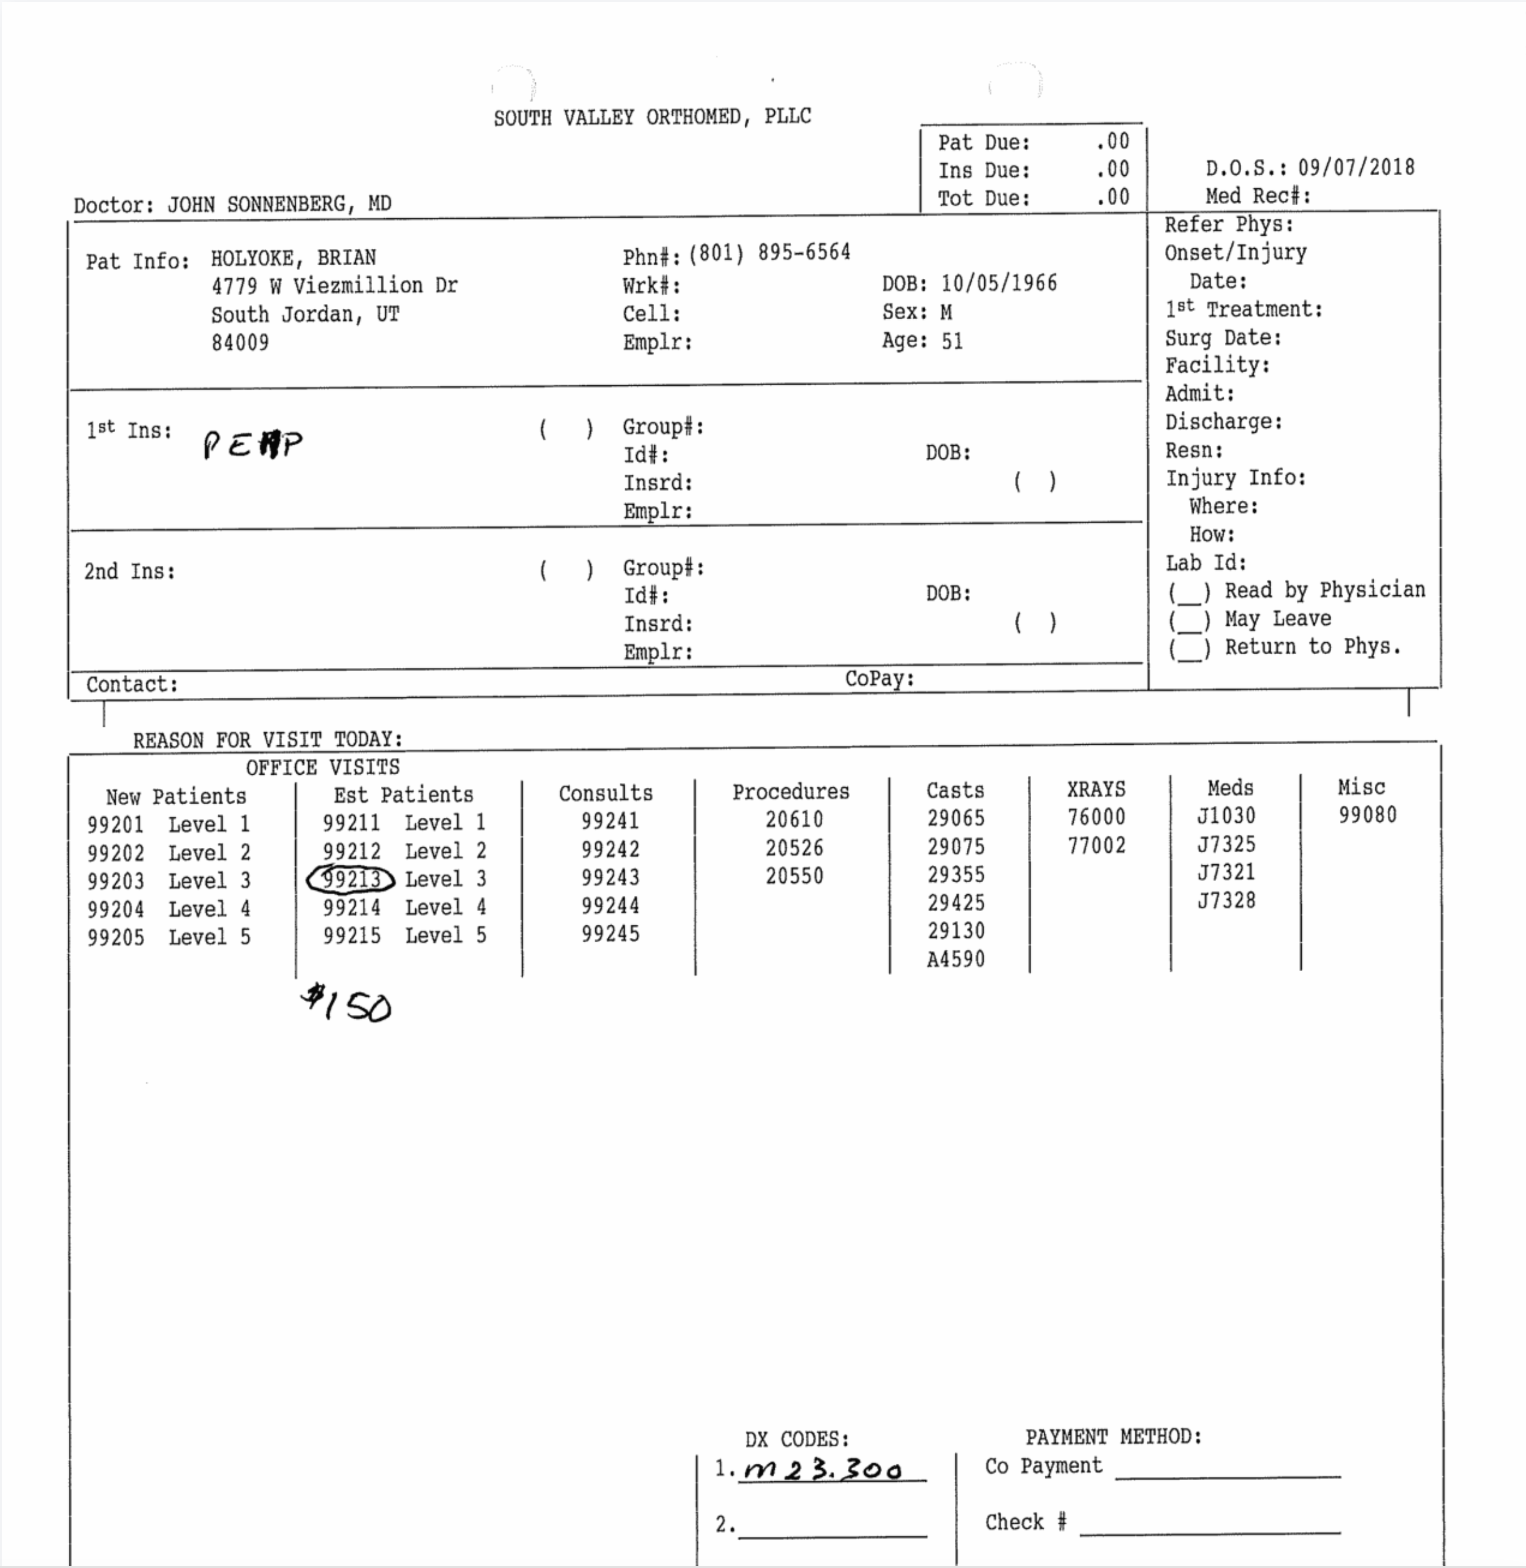 SOUTH VALLEY ORTHOMED, PLLC
Pat Due: .00
Ins Due: .00
Tot Due: .00
D.O.S.: 09/07/2018
Med Rec#:
Doctor: JOHN SONNENBERG, MD
Pat Info: HOLYOKE, BRIAN
4779 W Viezmillion Dr
South Jordan, UT
84009
Phn#: (801) 895-6564
Wrk#:
Cell:
Emplr:
DOB: 10/05/1966
Sex: M
Age: 51
Refer Phys:
Onset/Injury
Date:
1st Treatment:
Surg Date:
Facility:
Admit:
Discharge:
Resn:
Injury Info:
Where:
How:
Lab Id:
(__) Read by Physician
(__) May Leave
(__) Return to Phys.
1st Ins: ( ) Group#:
Id#: DOB:
Insrd: ( )
Emplr:
2nd Ins: ( ) Group#:
Id#: DOB:
Insrd: ( )
Emplr:
Contact: CoPay:
REASON FOR VISIT TODAY:
OFFICE VISITS
New Patients Est Patients Consults Procedures Casts XRAYS Meds Misc
99201 Level 1 99211 Level 1 99241 20610 29065 76000 J1030 99080
99202 Level 2 99212 Level 2 99242 20526 29075 77002 J7325
99203 Level 3 99213 Level 3 99243 20550 29355 J7321
99204 Level 4 99214 Level 4 99244 29425 J7328
99205 Level 5 99215 Level 5 99245 29130
A4590
$150
DX CODES: PAYMENT METHOD:
1. M23.300 Co Payment
2. Check #